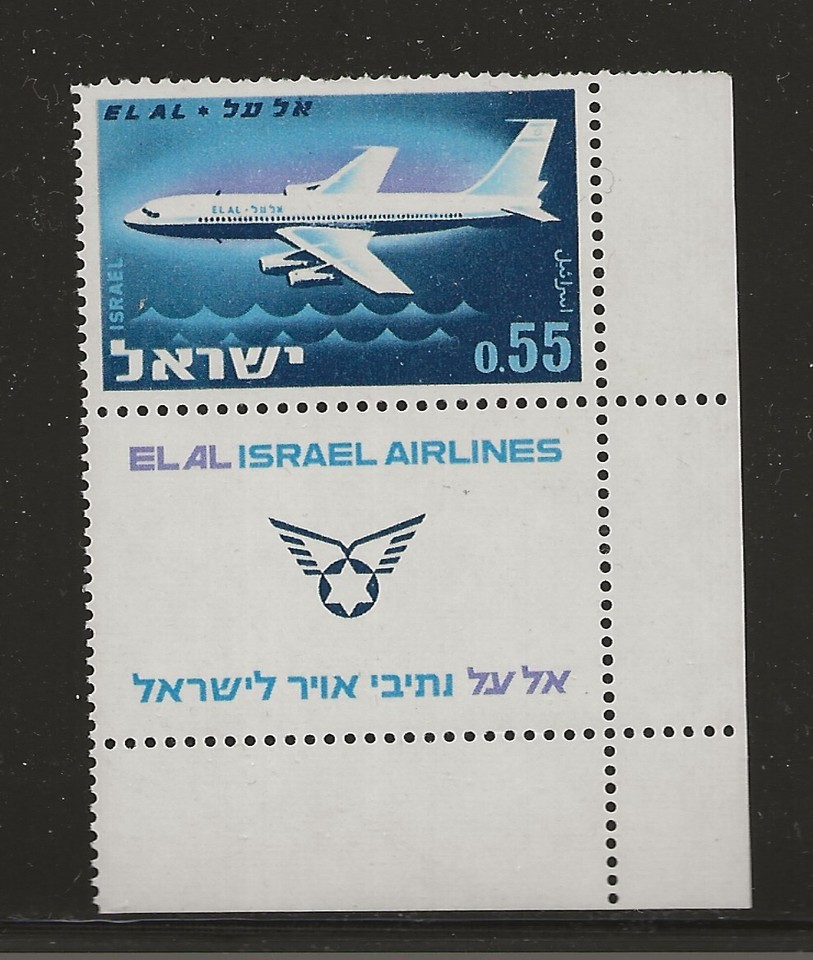 EL AL ✶ אל על
EL AL - אל על
ISRAEL
اسرائيل
ישראל
0.55
EL AL ISRAEL AIRLINES
אל על נתיבי אויר לישראל